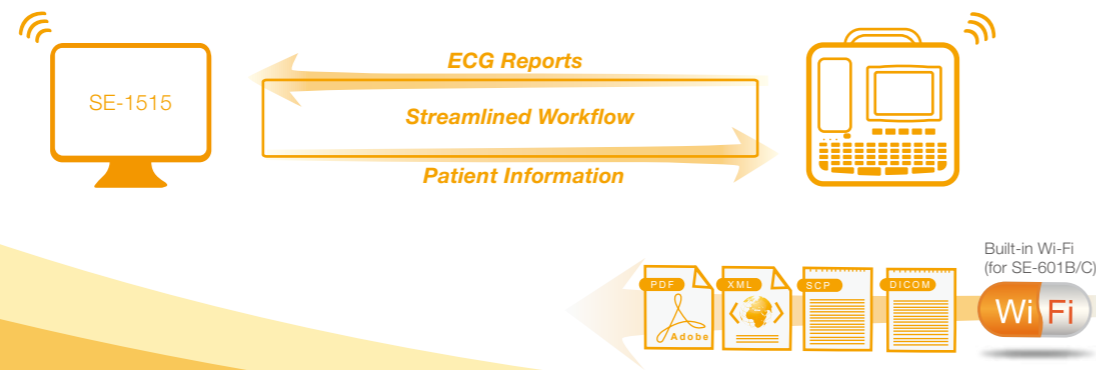 SE-1515
ECG Reports
Streamlined Workflow
Patient Information
Built-in Wi-Fi
(for SE-601B/C)
PDF
Adobe
XML
SCP
DICOM
Wi Fi